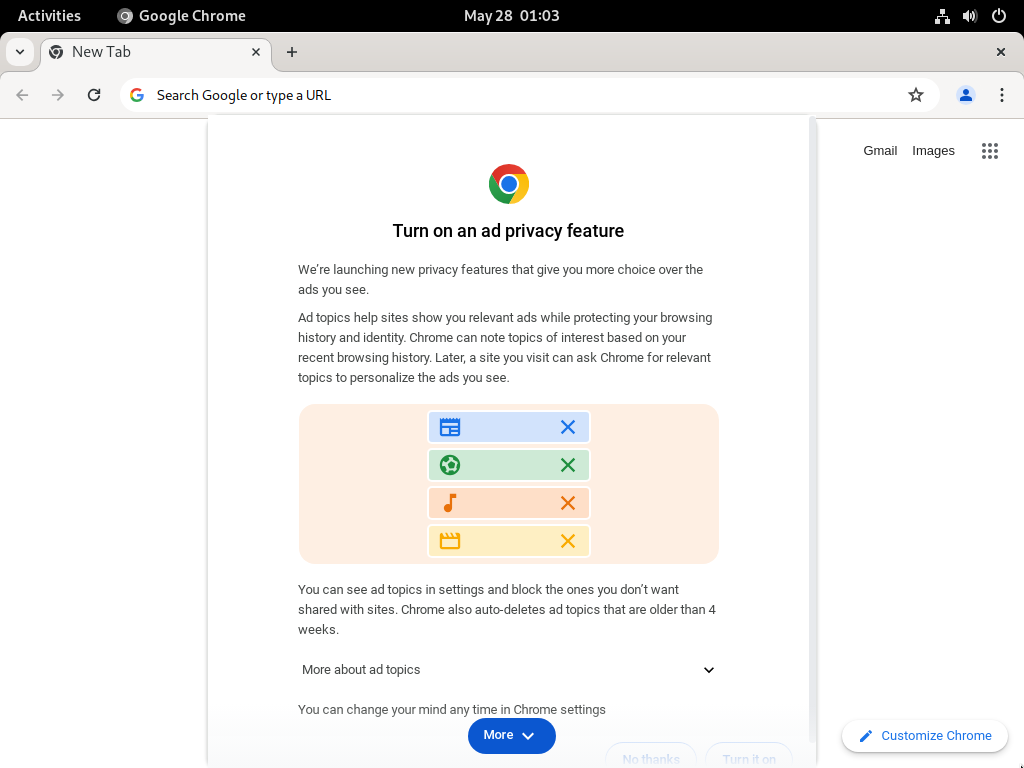 Activities Google Chrome May 28 01:03
New Tab
Search Google or type a URL
Gmail Images
Turn on an ad privacy feature
We’re launching new privacy features that give you more choice over the
ads you see.
Ad topics help sites show you relevant ads while protecting your browsing
history and identity. Chrome can note topics of interest based on your
recent browsing history. Later, a site you visit can ask Chrome for relevant
topics to personalize the ads you see.
You can see ad topics in settings and block the ones you don’t want
shared with sites. Chrome also auto-deletes ad topics that are older than 4
weeks.
More about ad topics
You can change your mind any time in Chrome settings
More
Customize Chrome
No thanks Turn it on